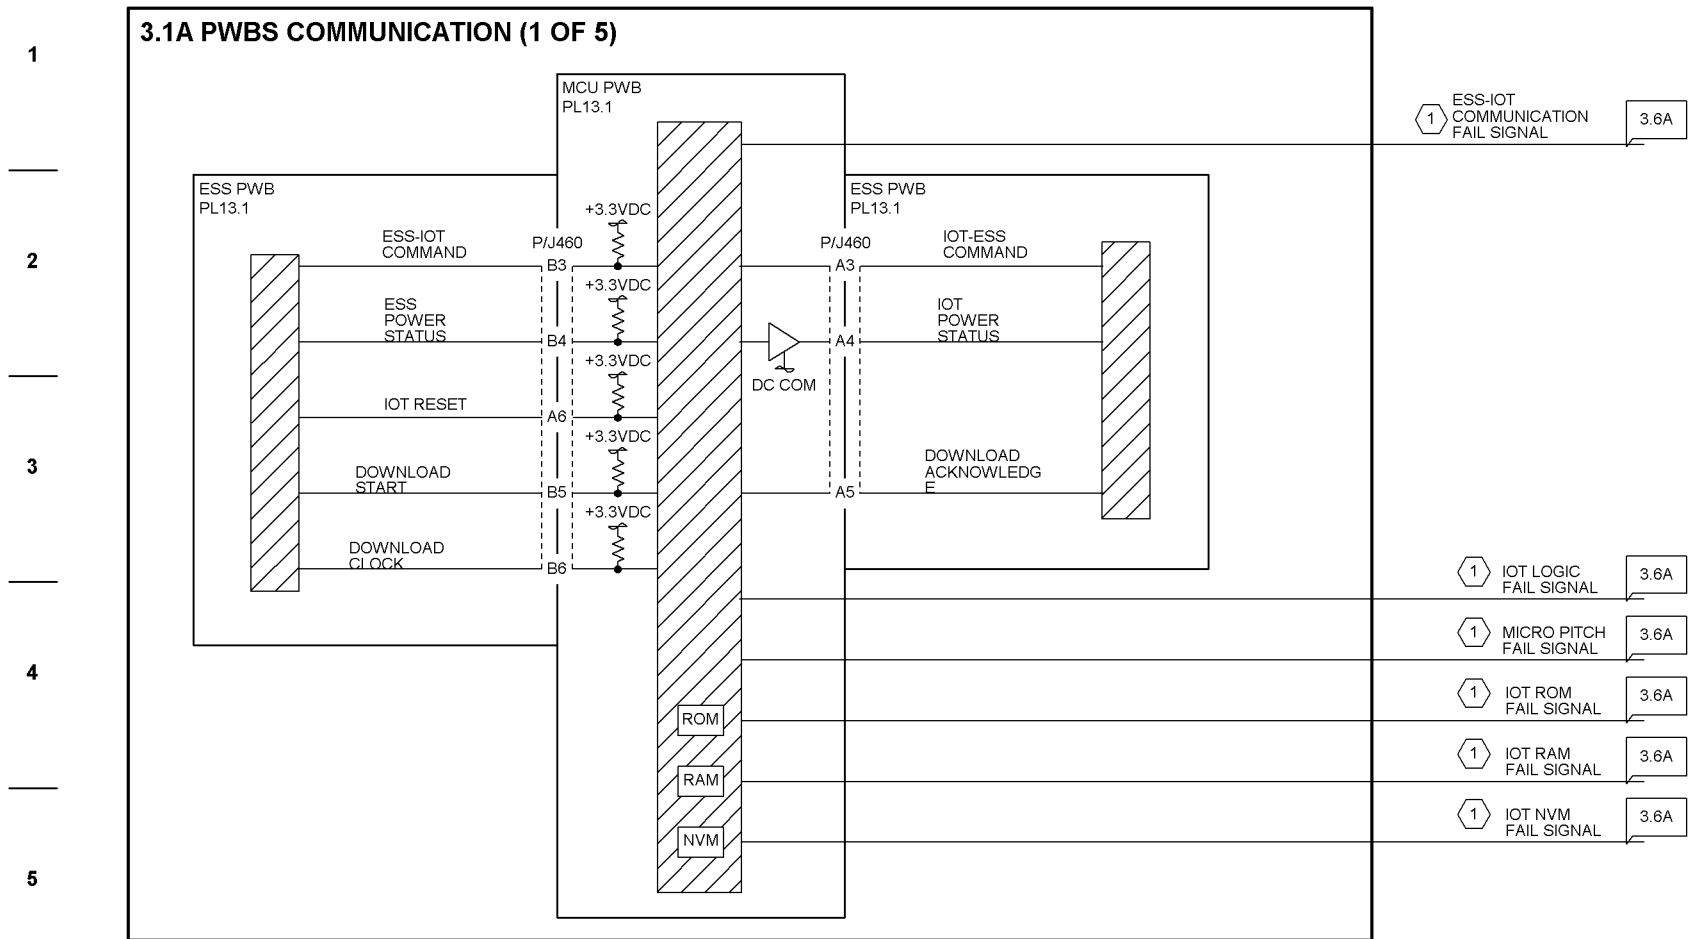 1
2
3
4
5
3.1A PWBS COMMUNICATION (1 OF 5)
MCU PWB
PL13.1
ESS PWB
PL13.1
ESS-IOT
COMMAND
P/J460
B3
+3.3VDC
ESS
POWER
STATUS
B4
+3.3VDC
IOT RESET
A6
+3.3VDC
DOWNLOAD
START
B5
+3.3VDC
DOWNLOAD
CLOCK
B6
+3.3VDC
ROM
RAM
NVM
ESS PWB
PL13.1
P/J460
A3
IOT-ESS
COMMAND
DC COM
A4
IOT
POWER
STATUS
A5
DOWNLOAD
ACKNOWLEDG
E
1
ESS-IOT
COMMUNICATION
FAIL SIGNAL
3.6A
1
IOT LOGIC
FAIL SIGNAL
3.6A
1
MICRO PITCH
FAIL SIGNAL
3.6A
1
IOT ROM
FAIL SIGNAL
3.6A
1
IOT RAM
FAIL SIGNAL
3.6A
1
IOT NVM
FAIL SIGNAL
3.6A